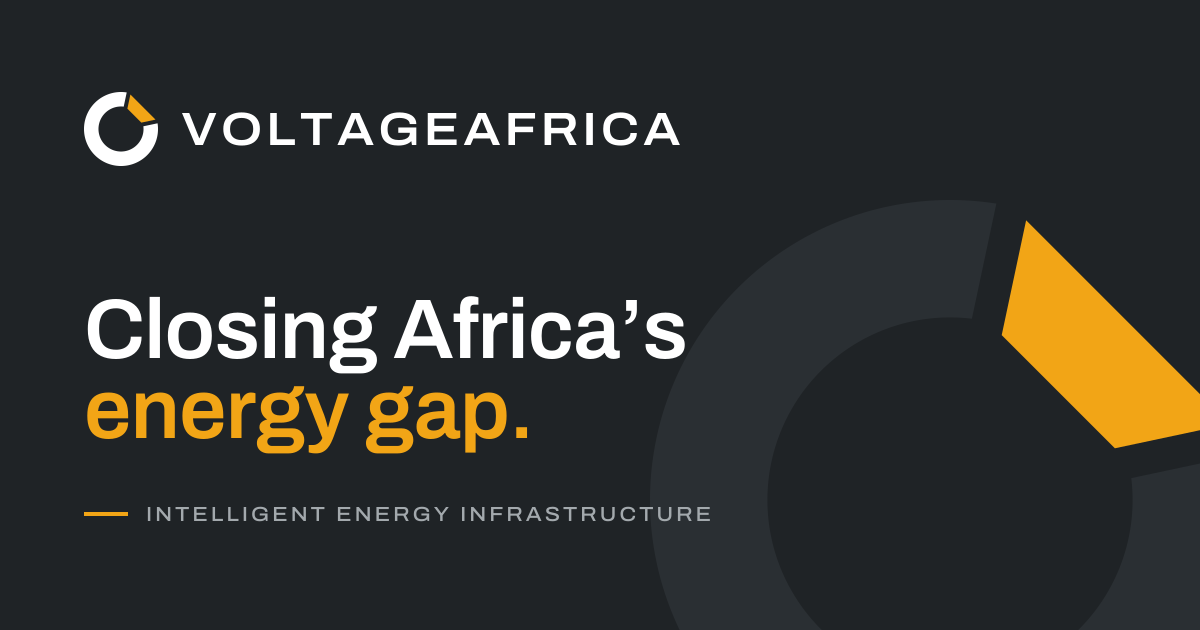 VOLTAGEAFRICA
Closing Africa’s
energy gap.
INTELLIGENT ENERGY INFRASTRUCTURE